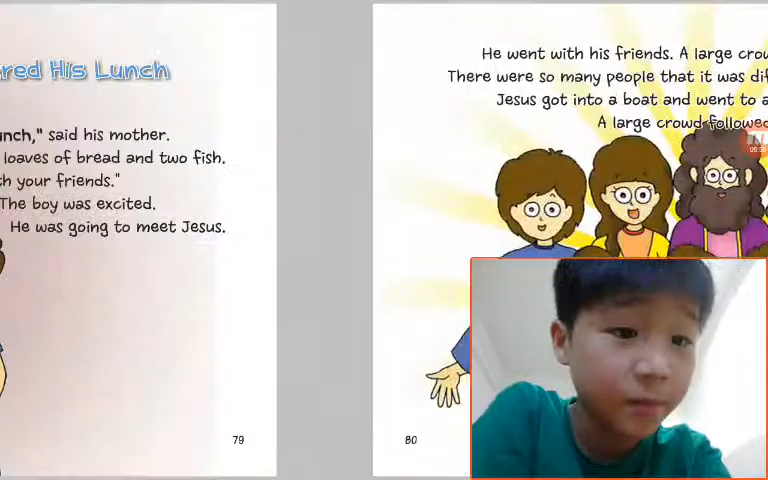 red His Lunch
unch," said his mother.
loaves of bread and two fish.
h your friends."
The boy was excited.
He was going to meet Jesus.
79
He went with his friends. A large crow
There were so many people that it was dif
Jesus got into a boat and went to a
A large crowd followed
80